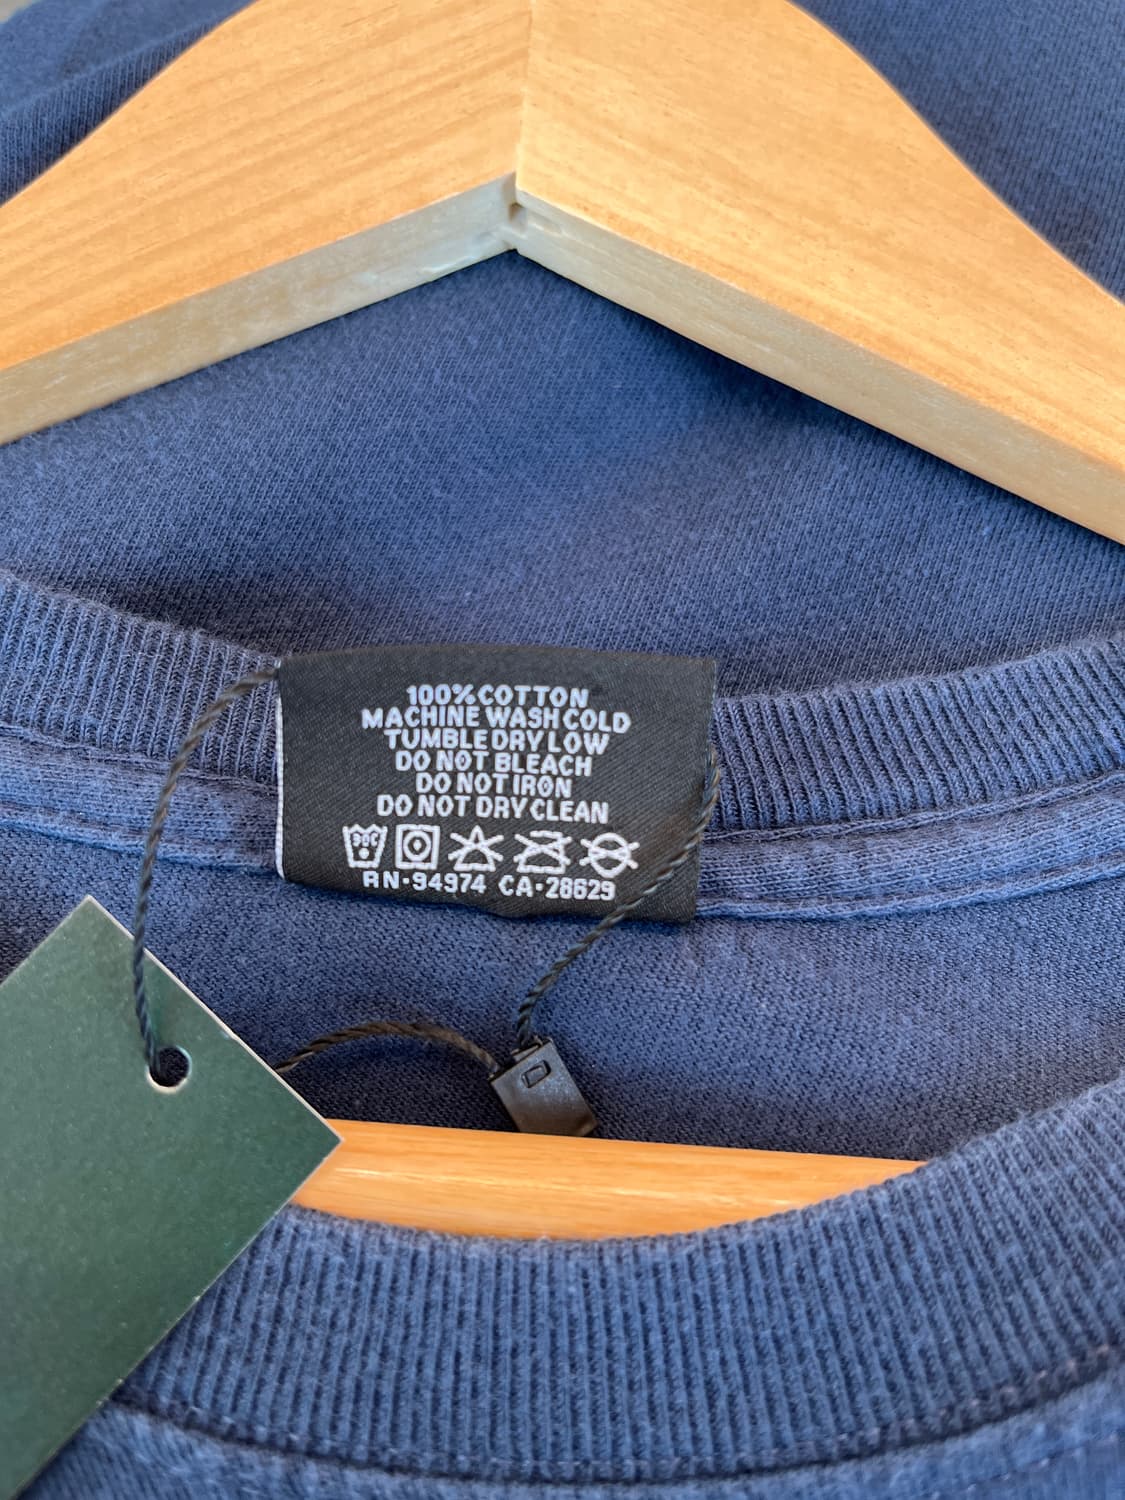 100% COTTON
MACHINE WASH COLD
TUMBLE DRY LOW
DO NOT BLEACH
DO NOT IRON
DO NOT DRY CLEAN
RN·94974 CA·28629